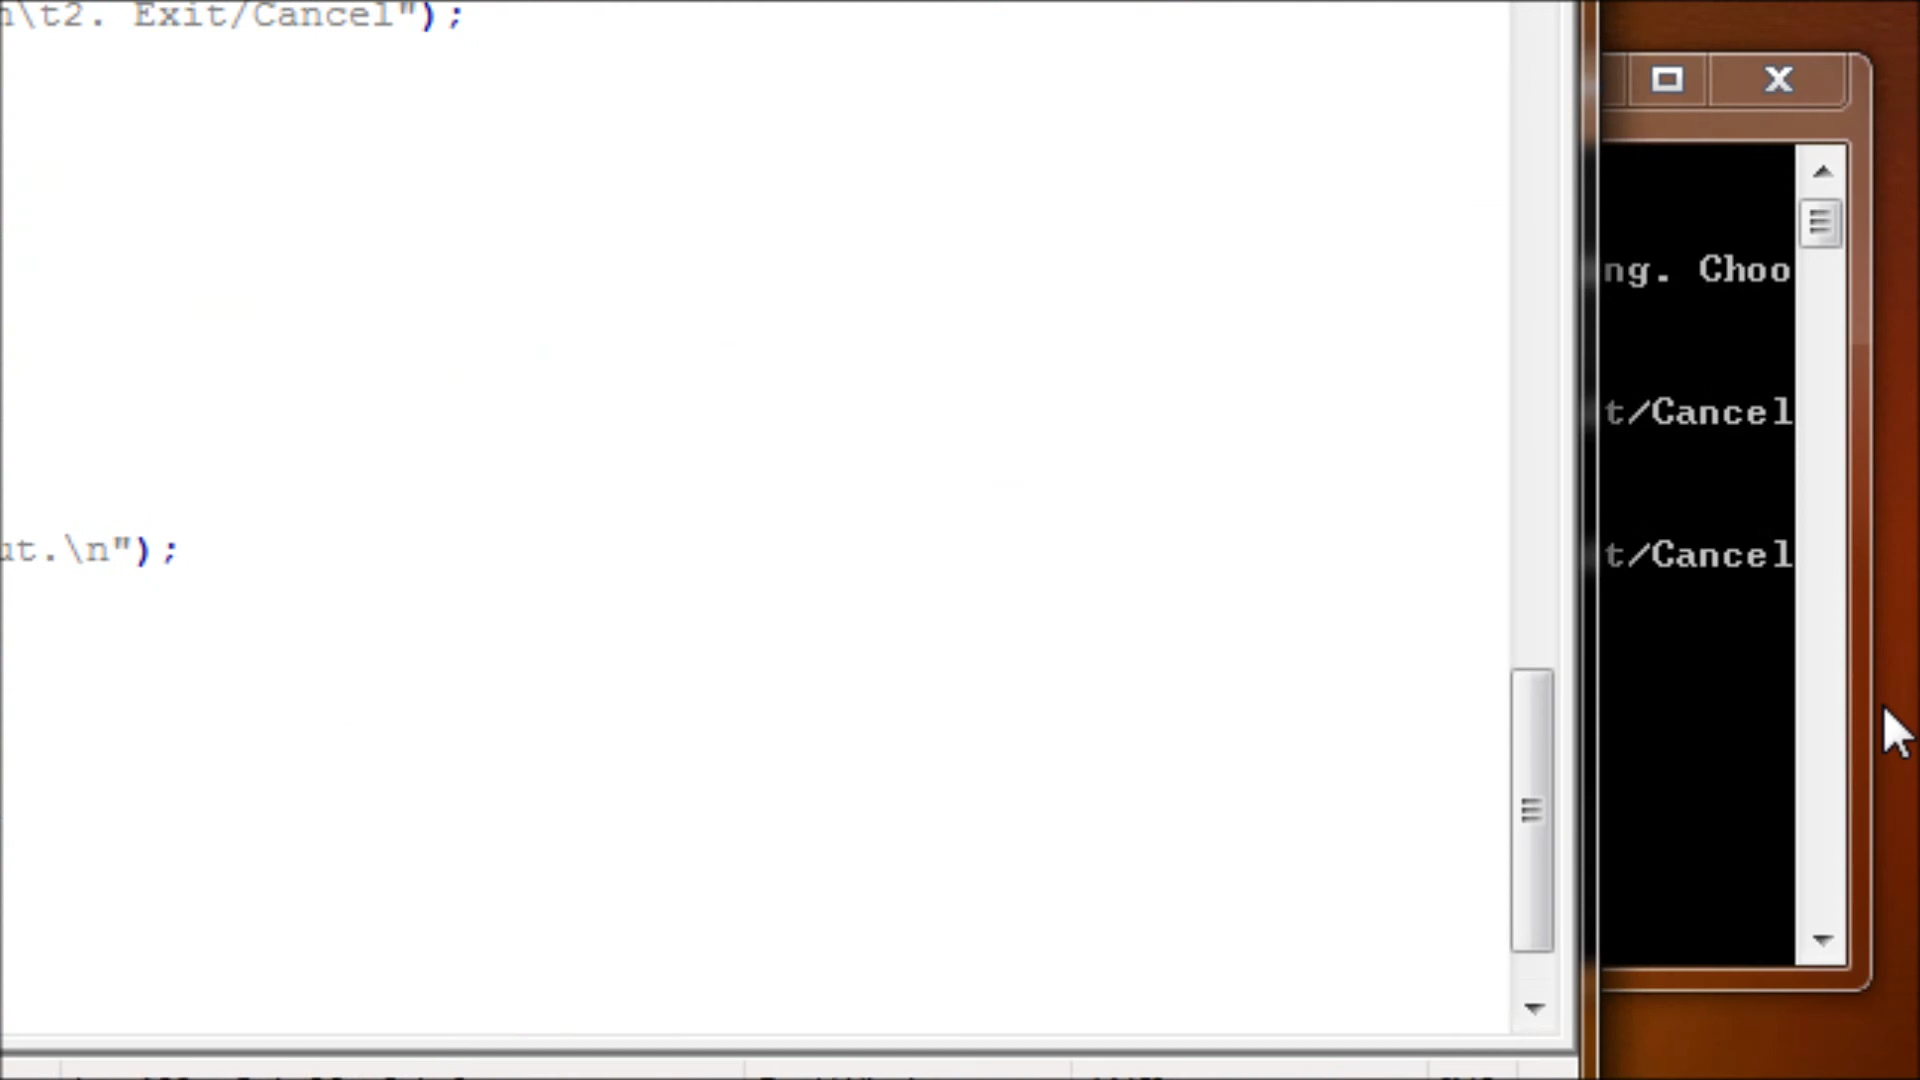 n\t2. Exit/Cancel");
ut.\n");
ng. Choo
t/Cancel
t/Cancel